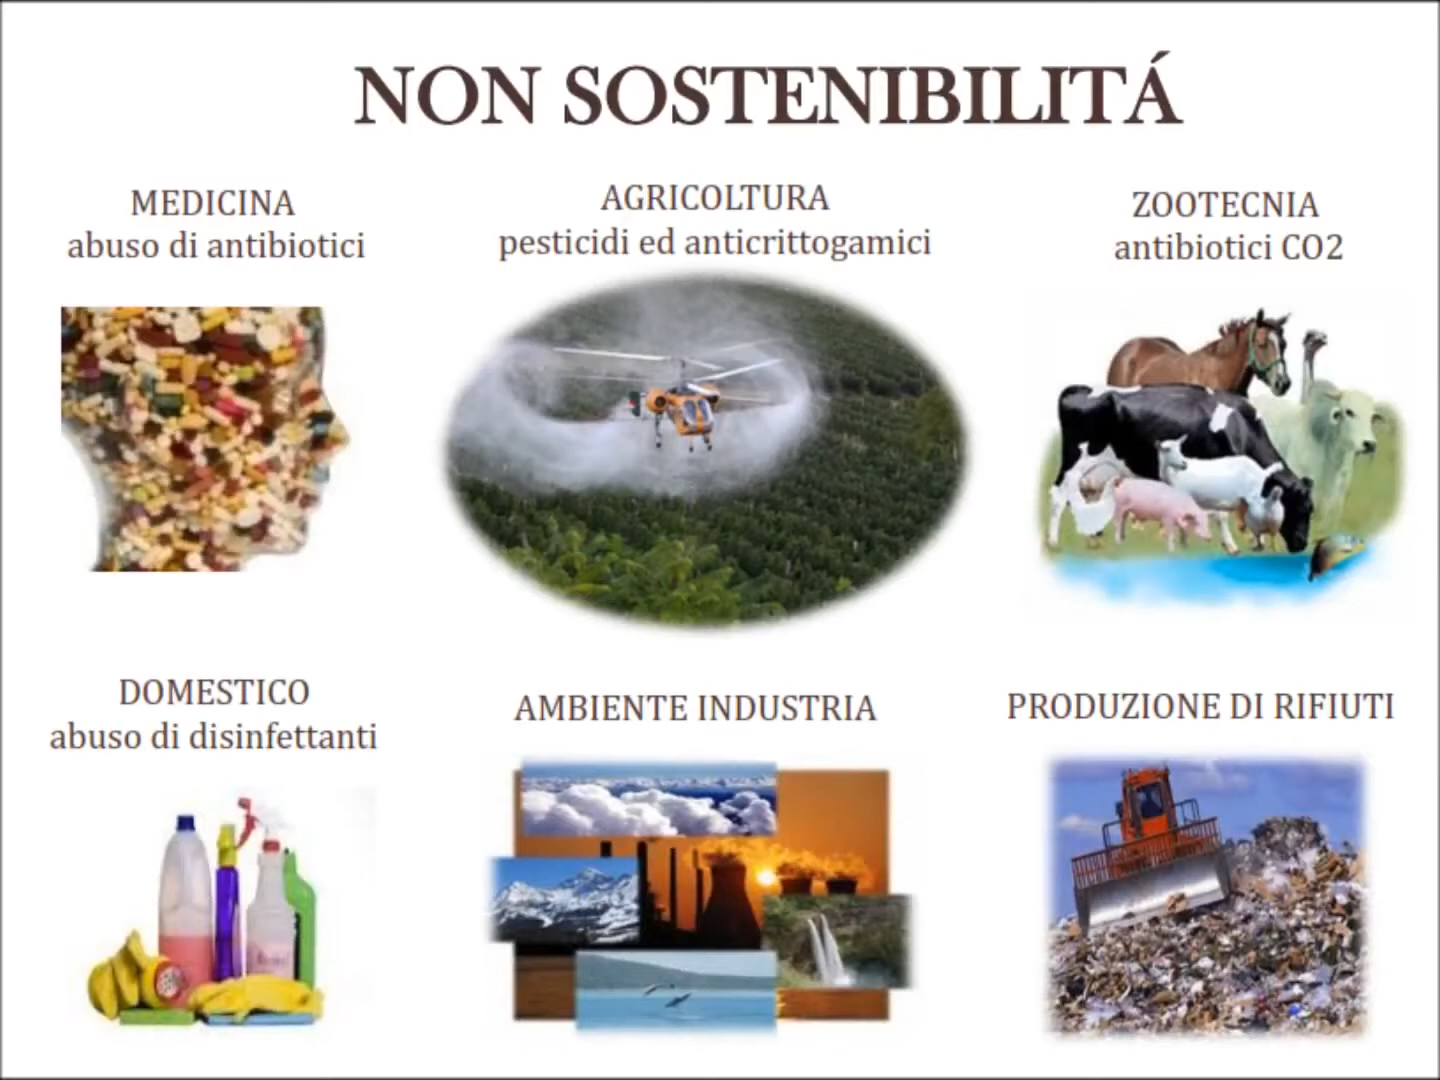 NON SOSTENIBILITÁ
MEDICINA
abuso di antibiotici
AGRICOLTURA
pesticidi ed anticrittogamici
ZOOTECNIA
antibiotici CO2
DOMESTICO
abuso di disinfettanti
AMBIENTE INDUSTRIA
PRODUZIONE DI RIFIUTI